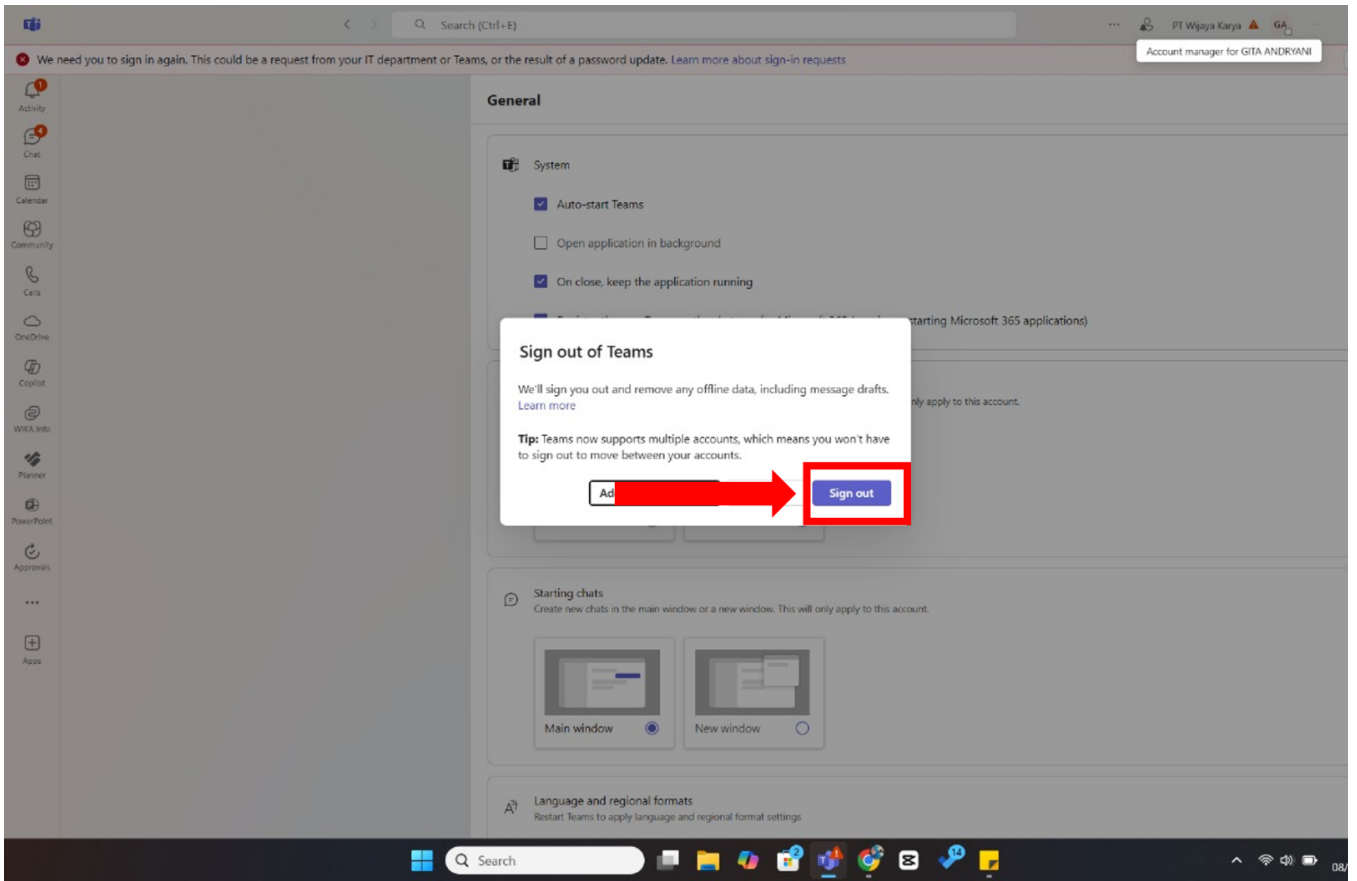 Search (Ctrl+E)
PT Wijaya Karya
GA
Account manager for GITA ANDRYANI
We need you to sign in again. This could be a request from your IT department or Teams, or the result of a password update. Learn more about sign-in requests
1
Activity
4
Chat
Calendar
Community
Calls
OneDrive
Copilot
WIKA Info
Planner
PowerPoint
Approvals
Apps
General
System
Auto-start Teams
Open application in background
On close, keep the application running
starting Microsoft 365 applications)
Sign out of Teams
We'll sign you out and remove any offline data, including message drafts.
Learn more
Tip: Teams now supports multiple accounts, which means you won't have
to sign out to move between your accounts.
Ad
Sign out
only apply to this account.
Starting chats
Create new chats in the main window or a new window. This will only apply to this account.
Main window
New window
Language and regional formats
Restart Teams to apply language and regional format settings
Search
2
14
08/